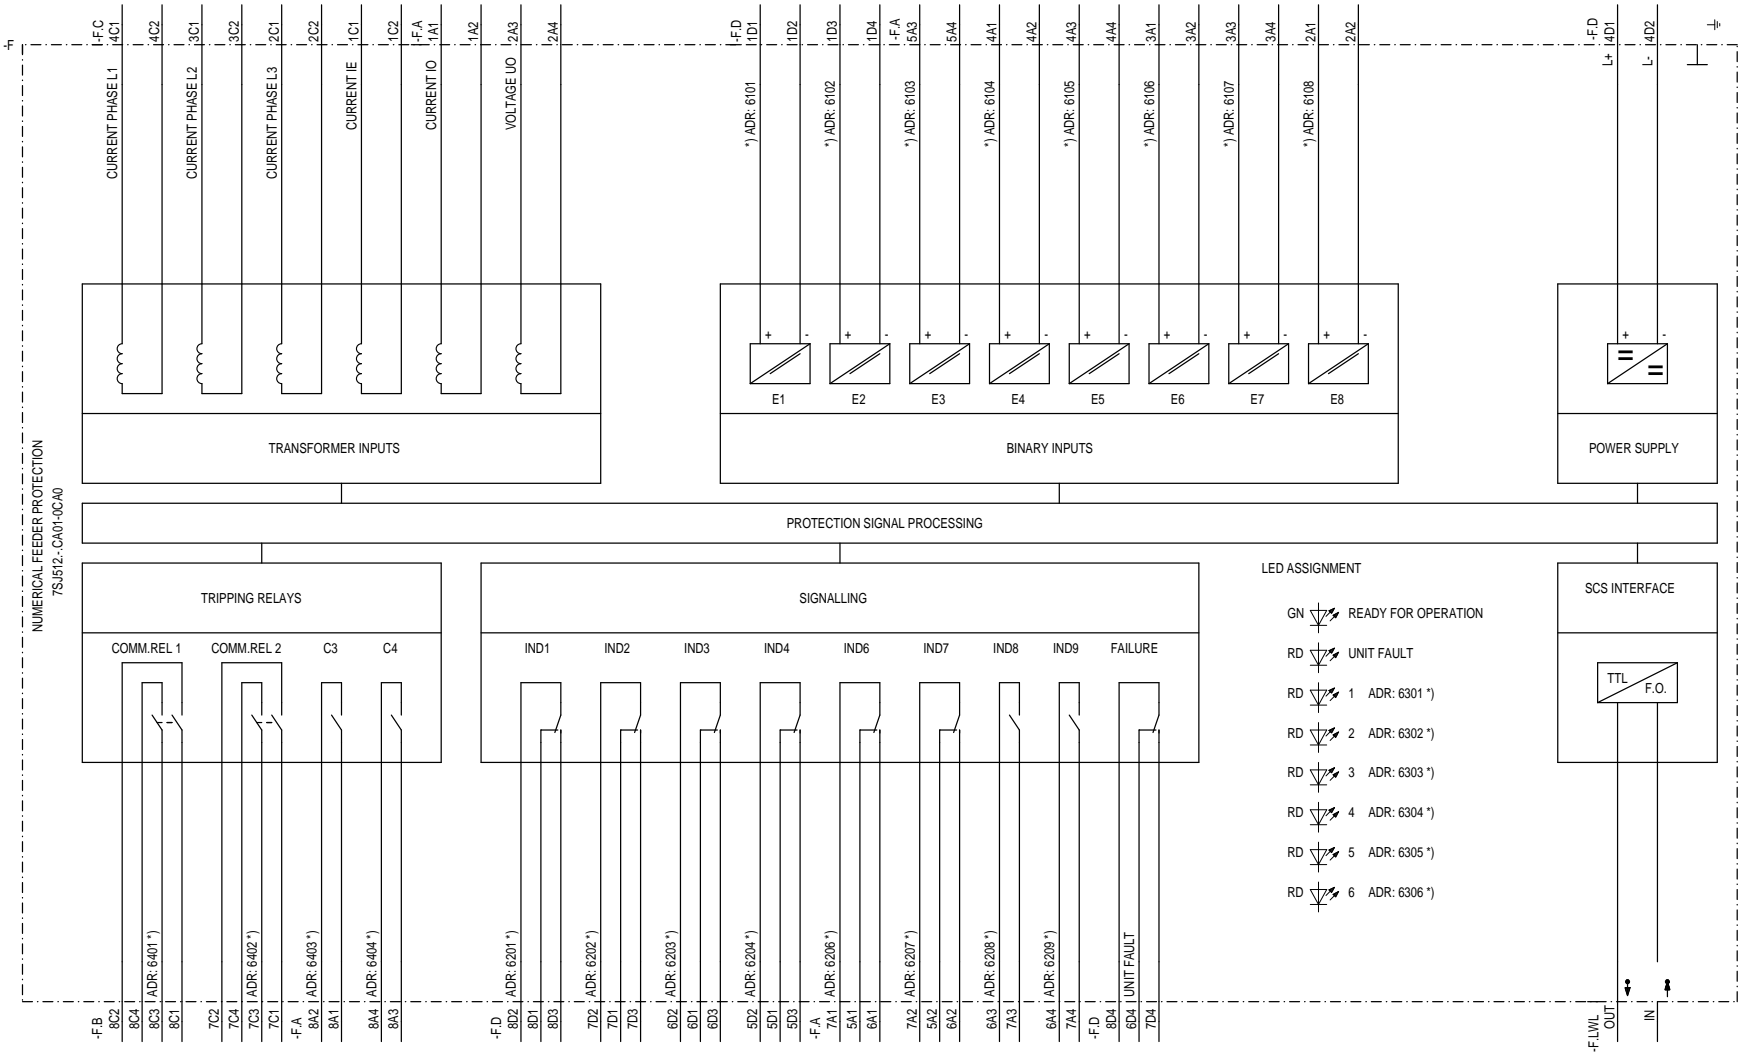 -F
-F.C
4C1
4C2
3C1
3C2
2C1
2C2
1C1
1C2
-F.A
1A1
1A2
2A3
2A4
-F.D
1D1
1D2
1D3
1D4
-F.A
5A3
5A4
4A1
4A2
4A3
4A4
3A1
3A2
3A3
3A4
2A1
2A2
-F.D
4D1
4D2
L+
L-
CURRENT PHASE L1
CURRENT PHASE L2
CURRENT PHASE L3
CURRENT IE
CURRENT IO
VOLTAGE UO
*) ADR: 6101
*) ADR: 6102
*) ADR: 6103
*) ADR: 6104
*) ADR: 6105
*) ADR: 6106
*) ADR: 6107
*) ADR: 6108
+ -
+ -
+ -
+ -
+ -
+ -
+ -
+ -
+ -
E1
E2
E3
E4
E5
E6
E7
E8
TRANSFORMER INPUTS
BINARY INPUTS
POWER SUPPLY
NUMERICAL FEEDER PROTECTION
7SJ512.-.CA01-0CA0
PROTECTION SIGNAL PROCESSING
TRIPPING RELAYS
SIGNALLING
LED ASSIGNMENT
SCS INTERFACE
COMM.REL 1
COMM.REL 2
C3
C4
IND1
IND2
IND3
IND4
IND6
IND7
IND8
IND9
FAILURE
GN READY FOR OPERATION
RD UNIT FAULT
RD 1 ADR: 6301 *)
RD 2 ADR: 6302 *)
RD 3 ADR: 6303 *)
RD 4 ADR: 6304 *)
RD 5 ADR: 6305 *)
RD 6 ADR: 6306 *)
TTL
F.O.
ADR: 6401 *)
ADR: 6402 *)
ADR: 6403 *)
ADR: 6404 *)
ADR: 6201 *)
ADR: 6202 *)
ADR: 6203 *)
ADR: 6204 *)
ADR: 6206 *)
ADR: 6207 *)
ADR: 6208 *)
ADR: 6209 *)
UNIT FAULT
-F.B
8C2
8C4
8C3
8C1
7C2
7C4
7C3
7C1
-F.A
8A2
8A1
8A4
8A3
-F.D
8D2
8D1
8D3
7D2
7D1
7D3
6D2
6D1
6D3
5D2
5D1
5D3
-F.A
7A1
5A1
6A1
7A2
5A2
6A2
6A3
7A3
6A4
7A4
-F.D
8D4
6D4
7D4
-F.LWL
OUT
IN